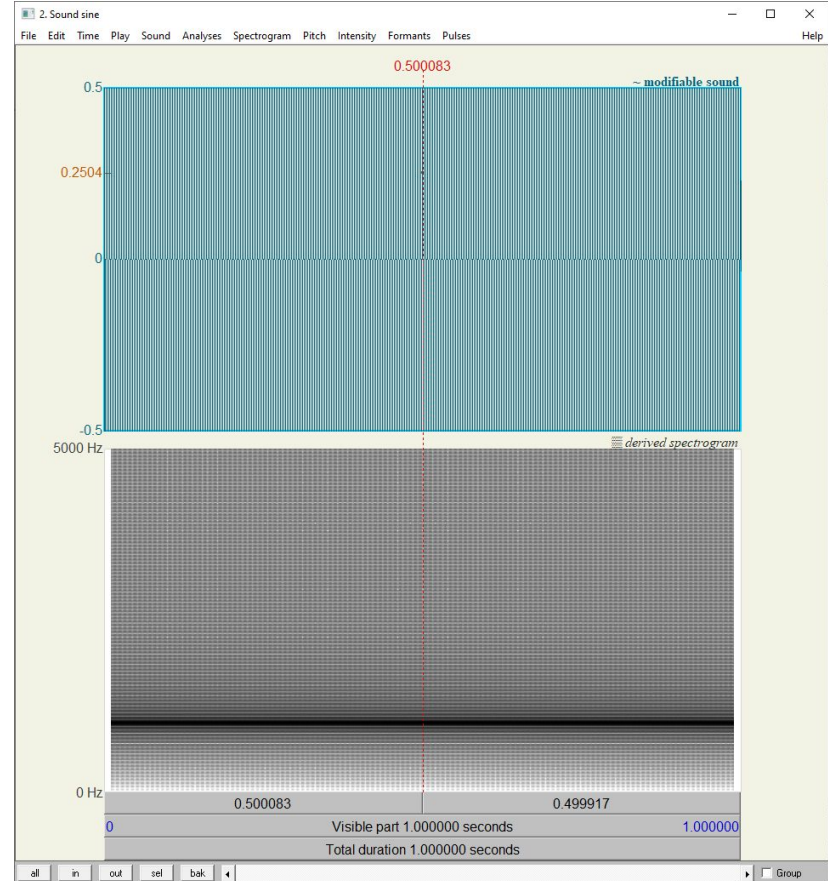 2. Sound sine
File Edit Time Play Sound Analyses Spectrogram Pitch Intensity Formants Pulses Help
0.500083
~ modifiable sound
0.5
0.2504
0
-0.5
derived spectrogram
5000 Hz
0 Hz
0.500083 0.499917
0 Visible part 1.000000 seconds 1.000000
Total duration 1.000000 seconds
all in out sel bak Group